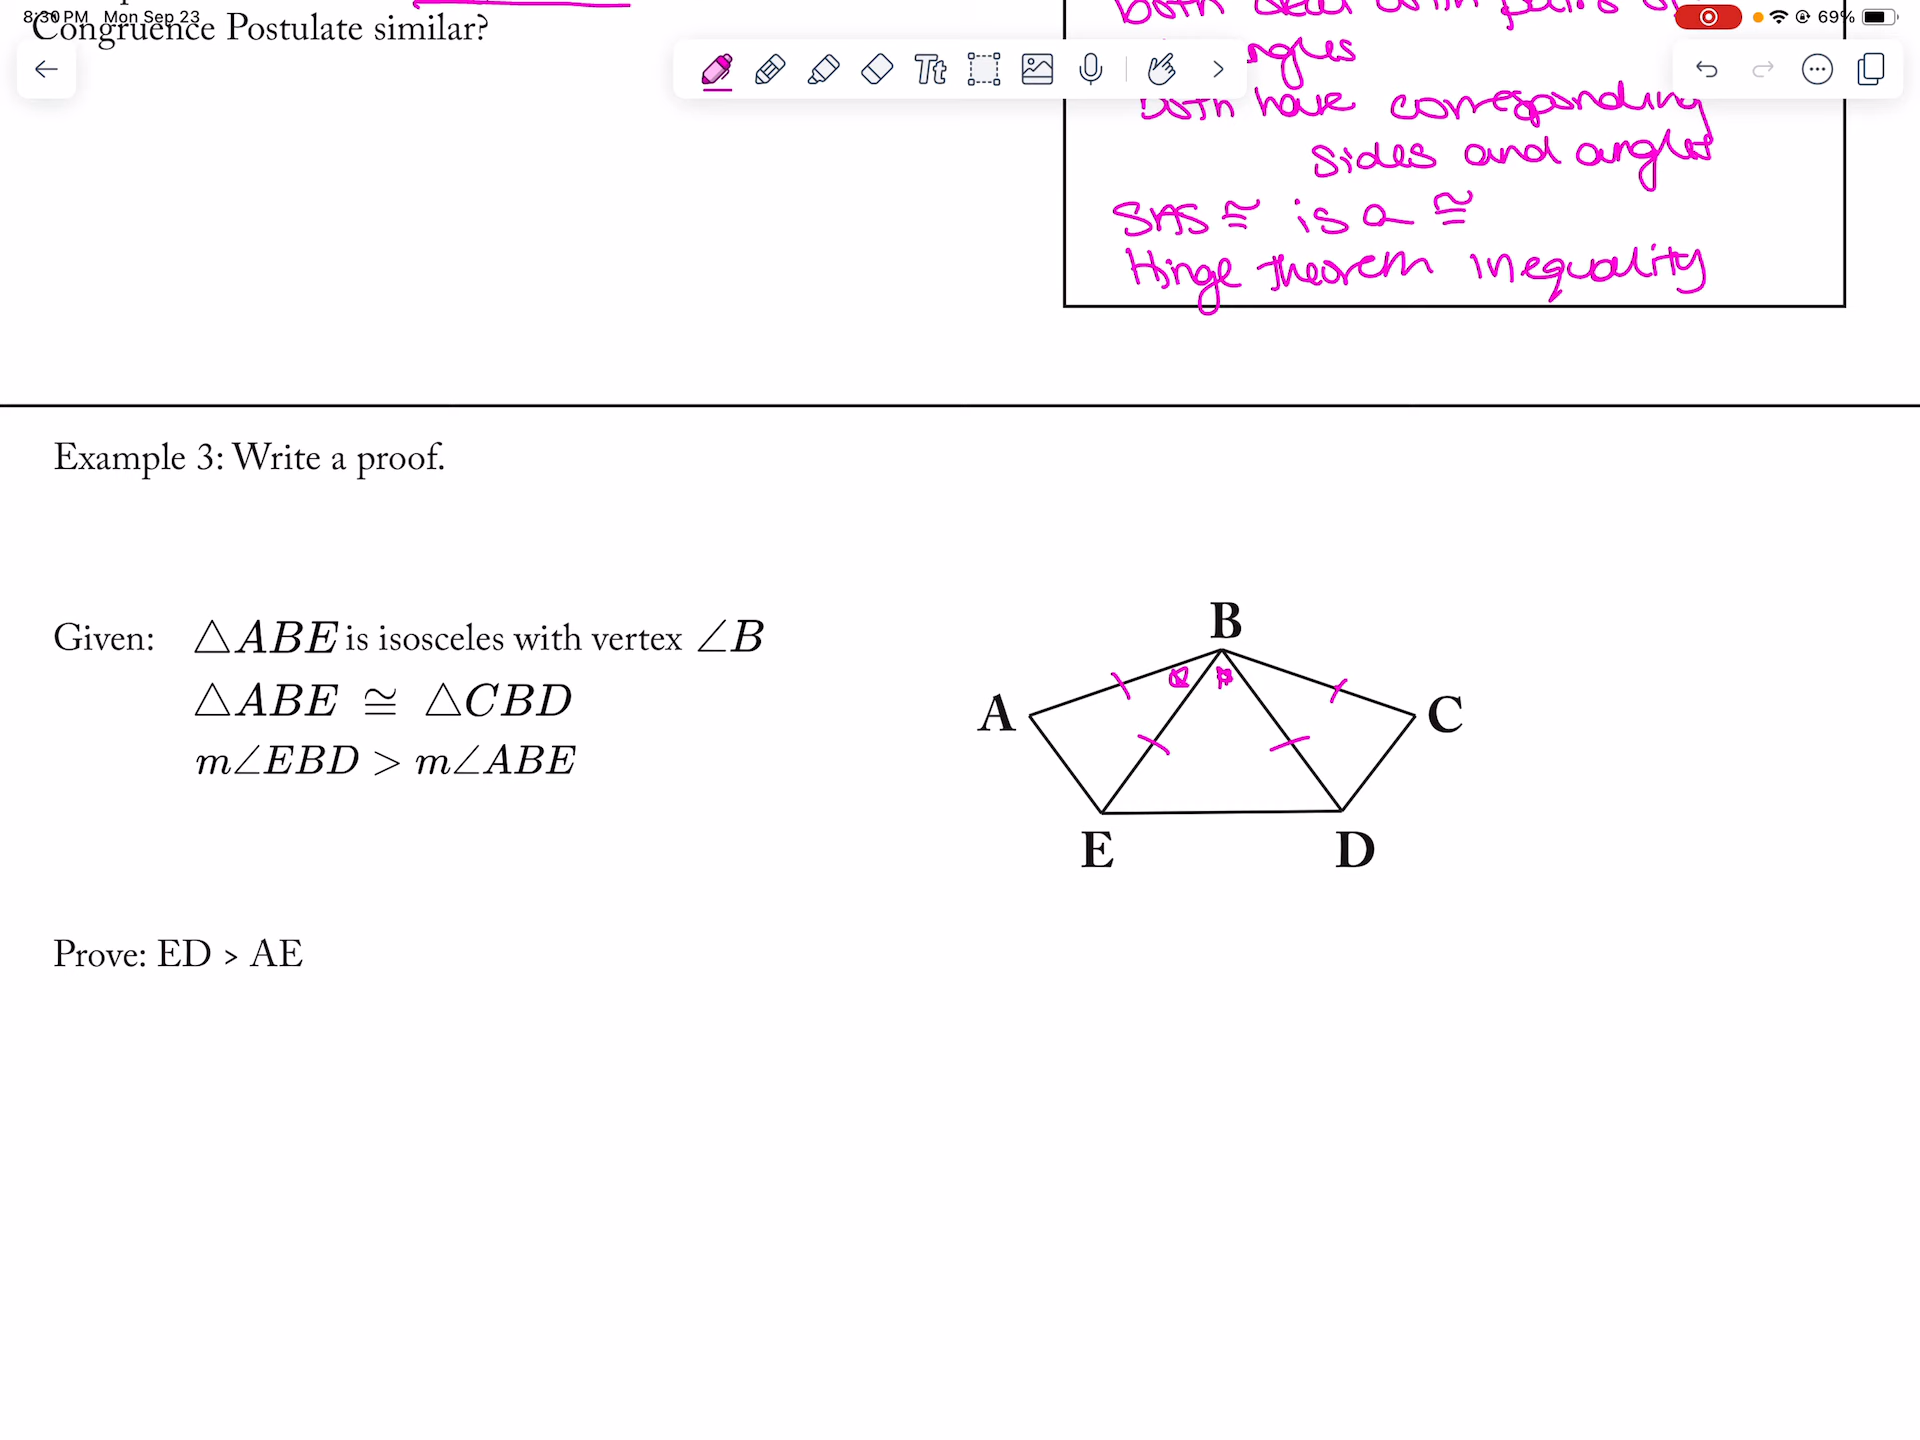 8:30 PM Mon Sep 23
69%
Congruence Postulate similar?
Tt
both have corresponding
sides and angles
SAS ≅ is a ≅
Hinge theorem inequality
Example 3: Write a proof.
Given: △ABE is isosceles with vertex ∠B
△ABE ≅ △CBD
m∠EBD > m∠ABE
B
A
C
E
D
Prove: ED > AE